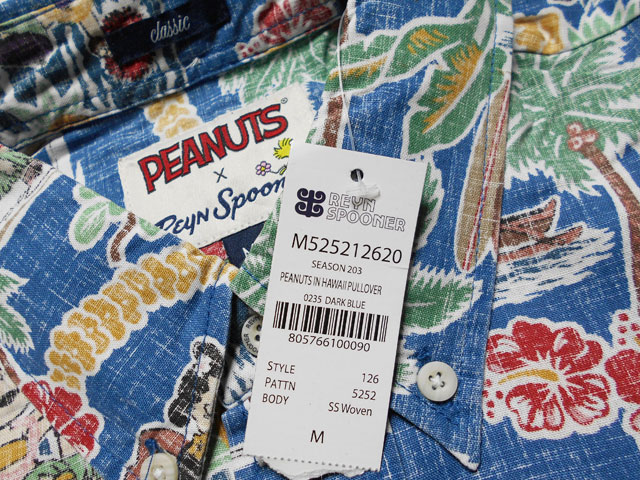 classic
PEANUTS
×
Reyn Spooner
REYN
SPOONER
M525212620
SEASON 203
PEANUTS IN HAWAII PULLOVER
0235 DARK BLUE
805766100090
STYLE 126
PATTN 5252
BODY SS Woven
M